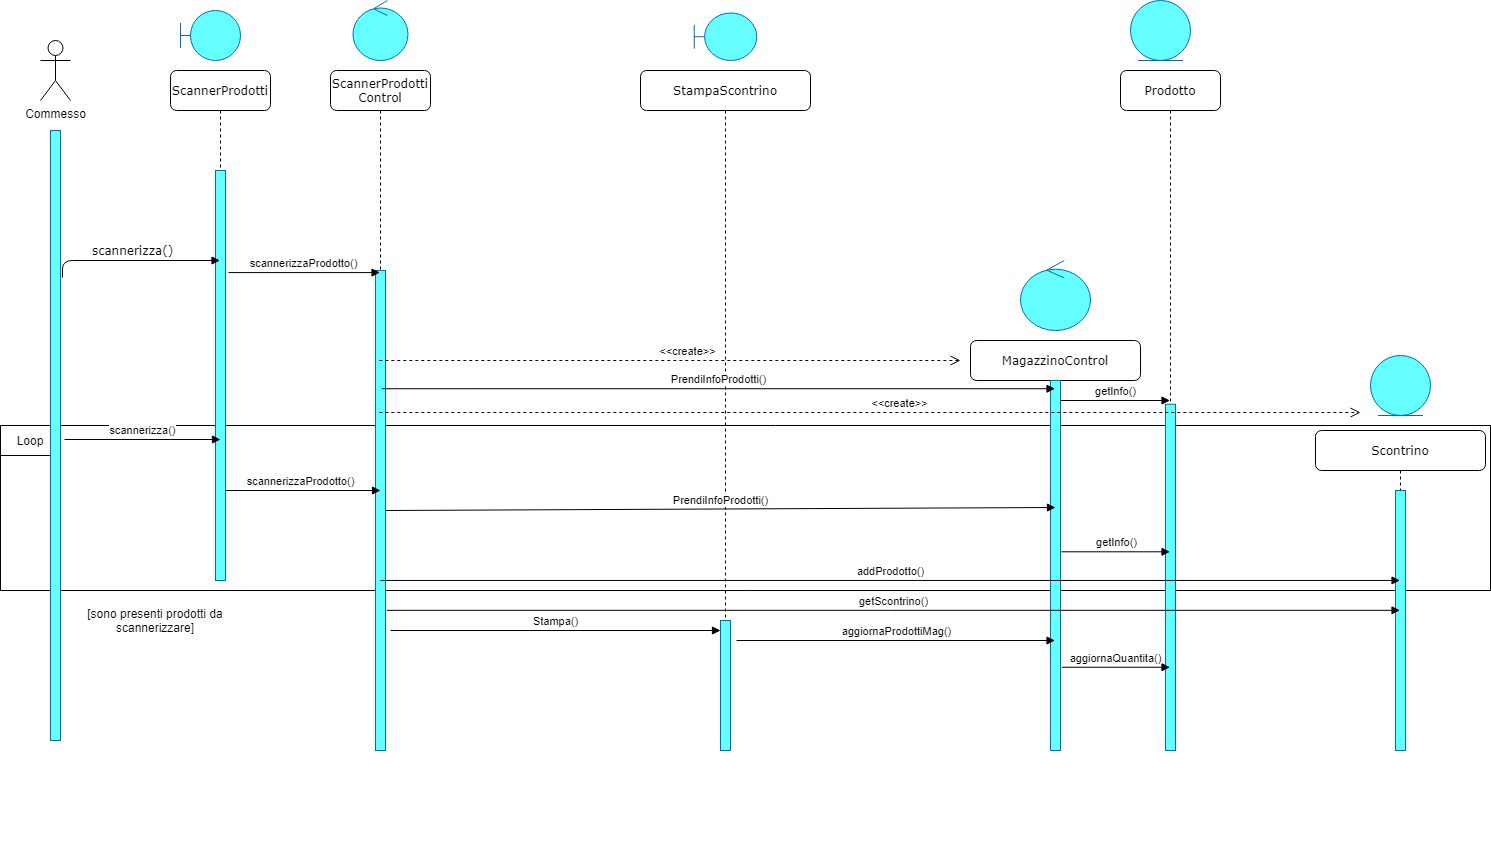 Commesso
ScannerProdotti
ScannerProdotti
Control
StampaScontrino
Prodotto
scannerizza()
scannerizzaProdotto()
<<create>>
MagazzinoControl
PrendiInfoProdotti()
getInfo()
<<create>>
Loop
scannerizza()
Scontrino
scannerizzaProdotto()
PrendiInfoProdotti()
getInfo()
addProdotto()
getScontrino()
[sono presenti prodotti da
scannerizzare]
Stampa()
aggiornaProdottiMag()
aggiornaQuantita()